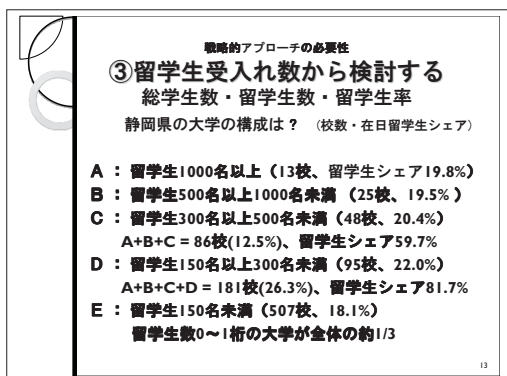 戦略的アプローチの必要性
③留学生受入れ数から検討する
総学生数・留学生数・留学生率
静岡県の大学の構成は? (校数・在日留学生シェア)
A : 留学生1000名以上(13校、留学生シェア19.8%)
B : 留学生500名以上1000名未満 (25校、19.5% )
C : 留学生300名以上500名未満(48校、20.4%)
A+B+C = 86校(12.5%)、留学生シェア59.7%
D : 留学生150名以上300名未満(95校、22.0%)
A+B+C+D = 181校(26.3%)、留学生シェア81.7%
E : 留学生150名未満(507校、18.1%)
留学生数0〜1桁の大学が全体の約1/3
13